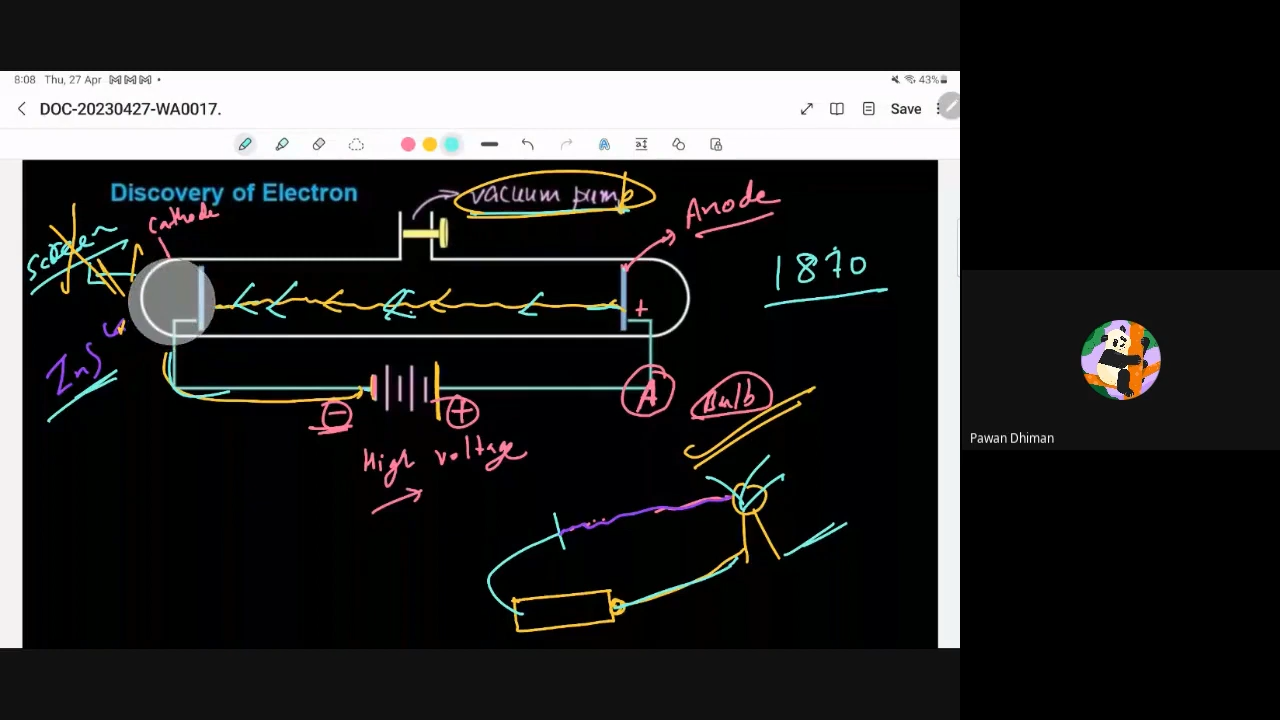 8:08 Thu, 27 Apr
43%
DOC-20230427-WA0017.
Save
Discovery of Electron
vacuum pump
Cathode
Anode
Screen
1870
+
ZnS
A
Bulb
- +
High voltage
Pawan Dhiman